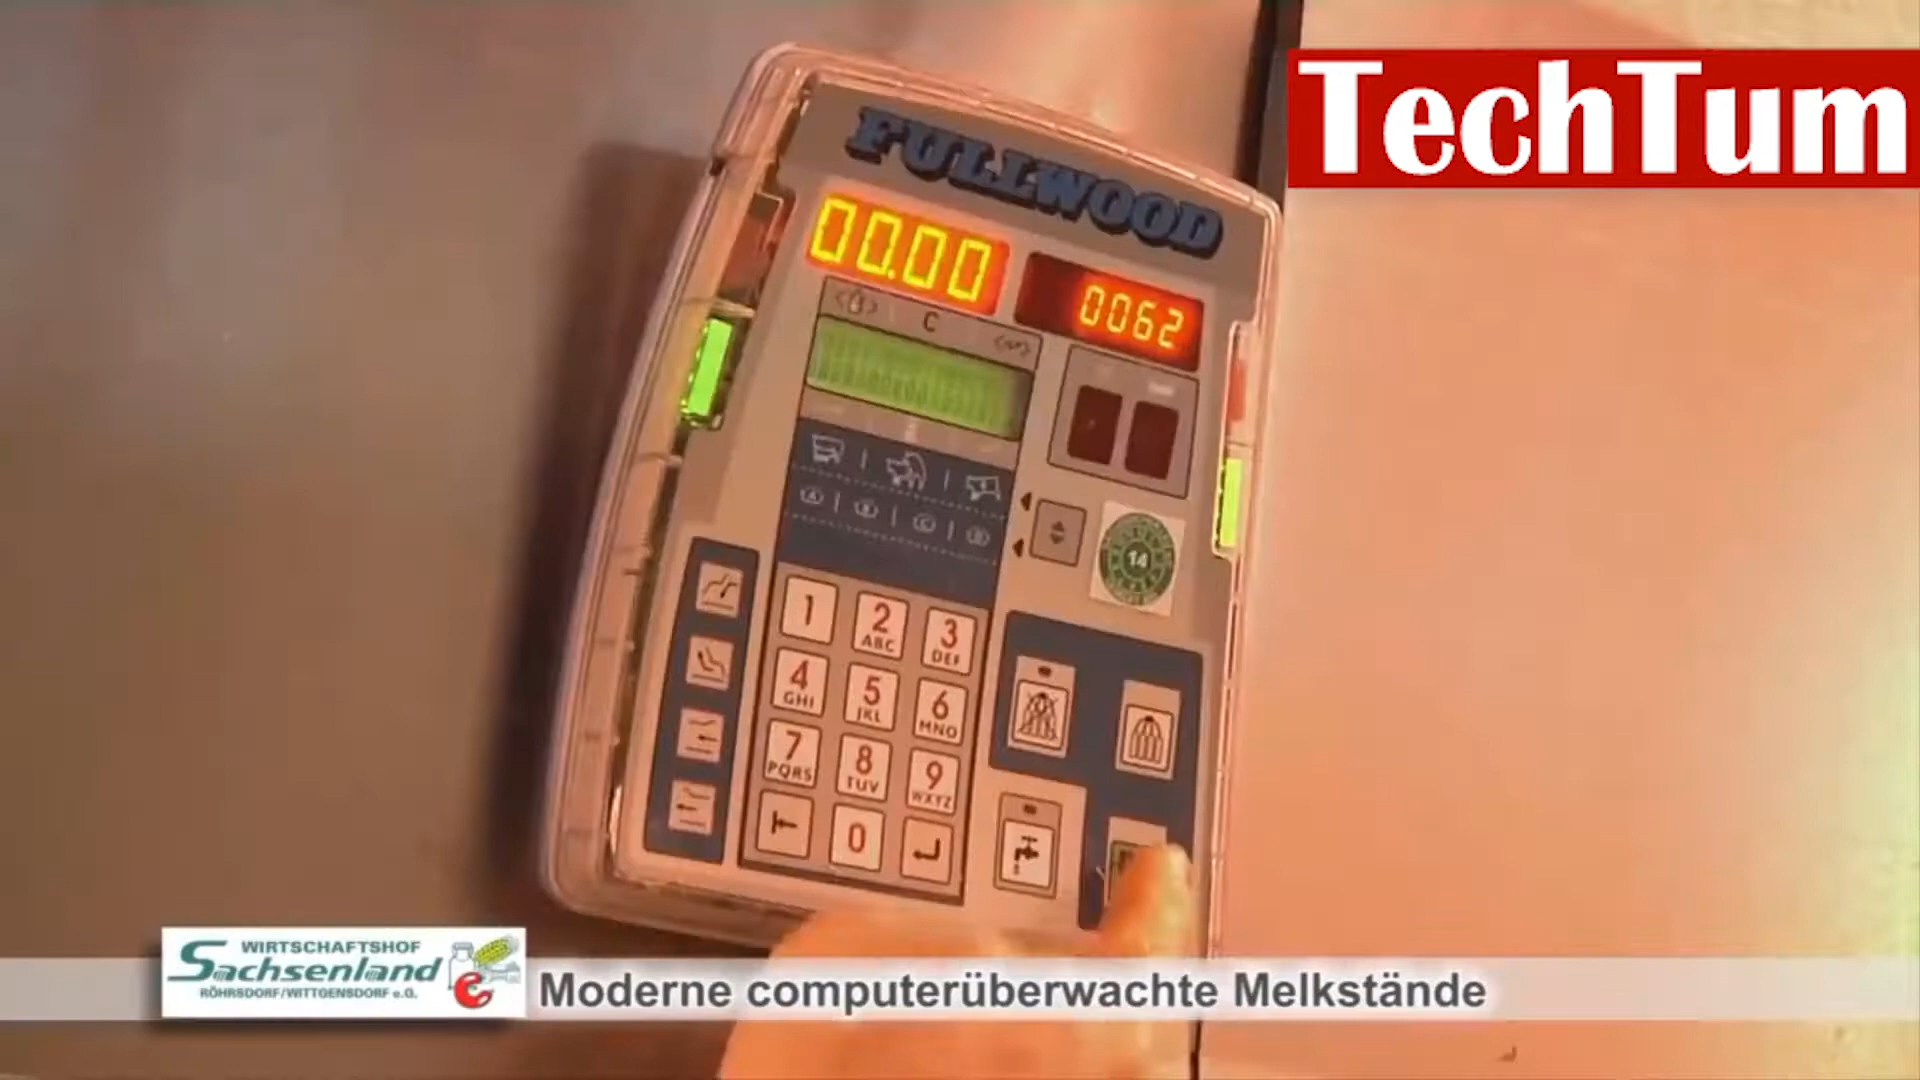 TechTum
FULLWOOD
00.00
0062
C
A B C D
14
1
2
ABC
3
DEF
4
GHI
5
JKL
6
MNO
7
PQRS
8
TUV
9
WXYZ
0
WIRTSCHAFTSHOF
Sachsenland
RÖHRSDORF/WITTGENSDORF e.G.
Moderne computerüberwachte Melkstände